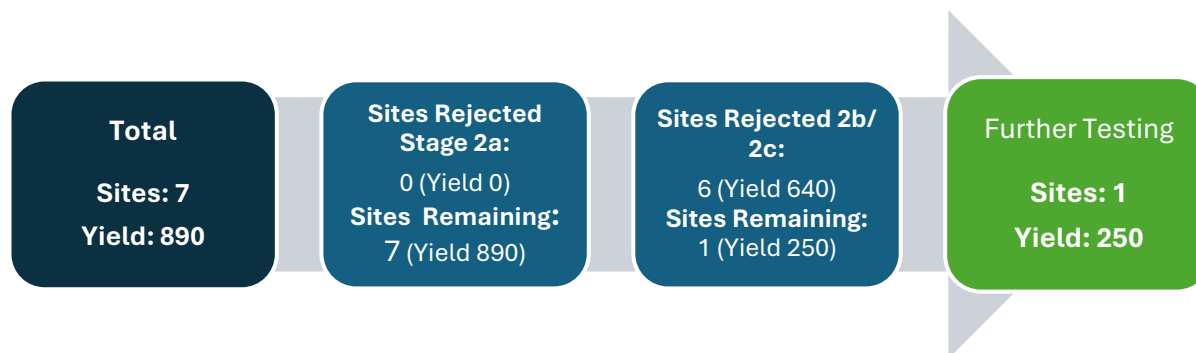 Total
Sites: 7
Yield: 890
Sites Rejected
Stage 2a:
0 (Yield 0)
Sites Remaining:
7 (Yield 890)
Sites Rejected 2b/
2c:
6 (Yield 640)
Sites Remaining:
1 (Yield 250)
Further Testing
Sites: 1
Yield: 250